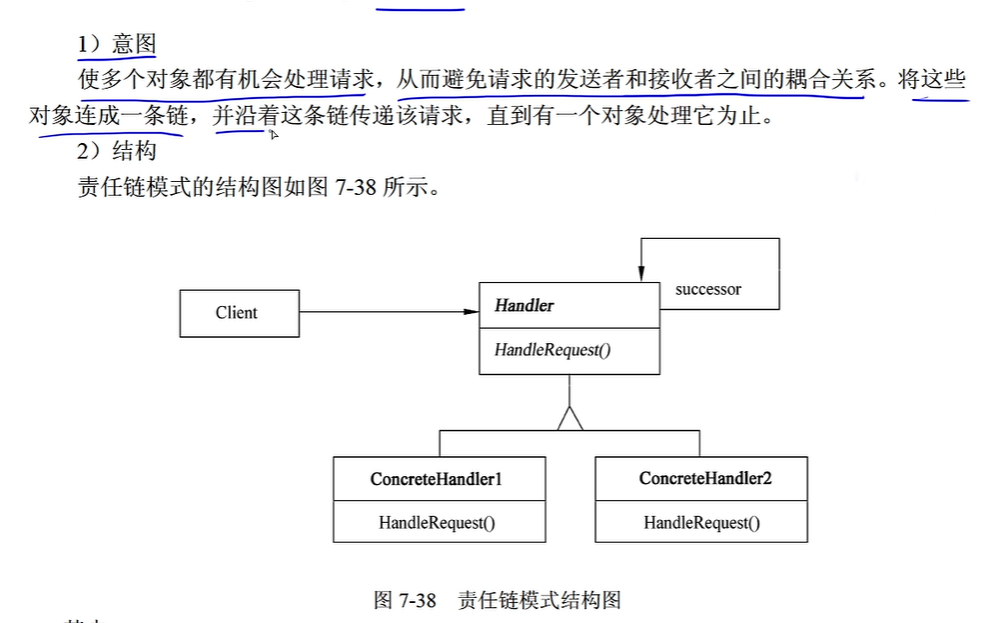 1）意图
使多个对象都有机会处理请求，从而避免请求的发送者和接收者之间的耦合关系。将这些
对象连成一条链，并沿着这条链传递该请求，直到有一个对象处理它为止。
2）结构
责任链模式的结构图如图 7-38 所示。
successor
Client
Handler
HandleRequest()
ConcreteHandler1
ConcreteHandler2
HandleRequest()
HandleRequest()
图 7-38 责任链模式结构图